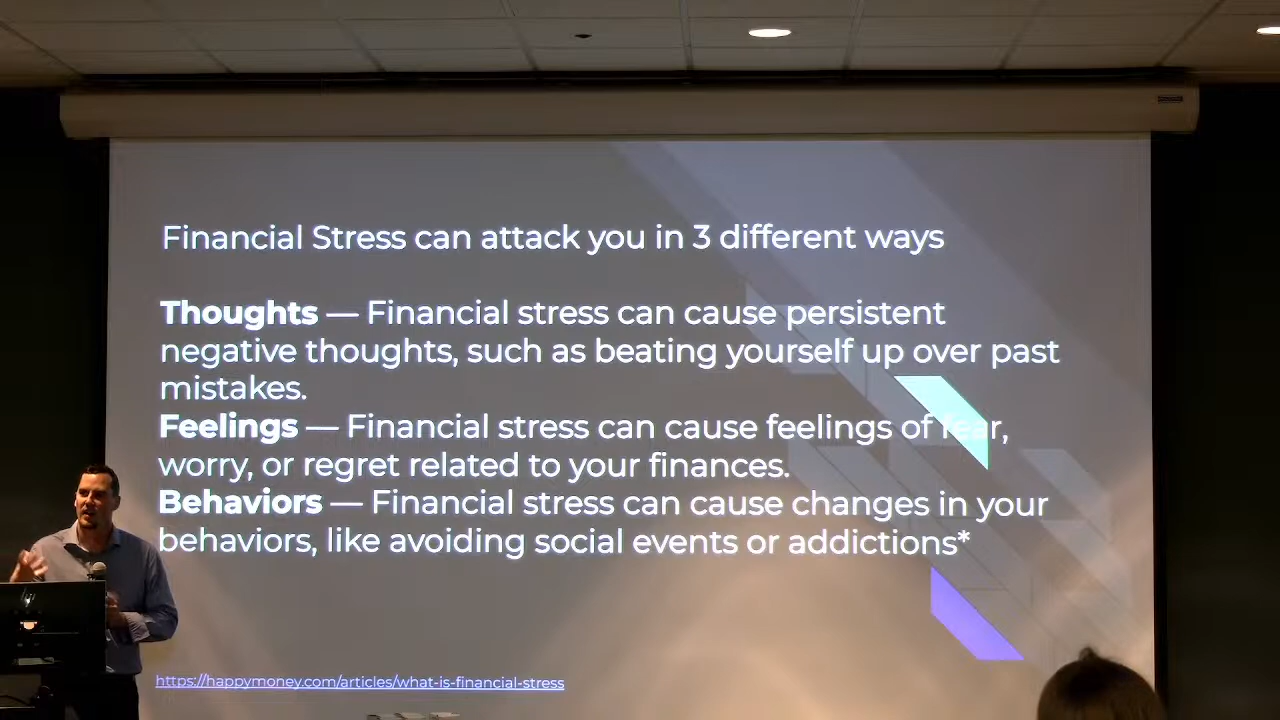 Financial Stress can attack you in 3 different ways
Thoughts — Financial stress can cause persistent
negative thoughts, such as beating yourself up over past
mistakes.
Feelings — Financial stress can cause feelings of fear,
worry, or regret related to your finances.
Behaviors — Financial stress can cause changes in your
behaviors, like avoiding social events or addictions*
https://happymoney.com/articles/what-is-financial-stress